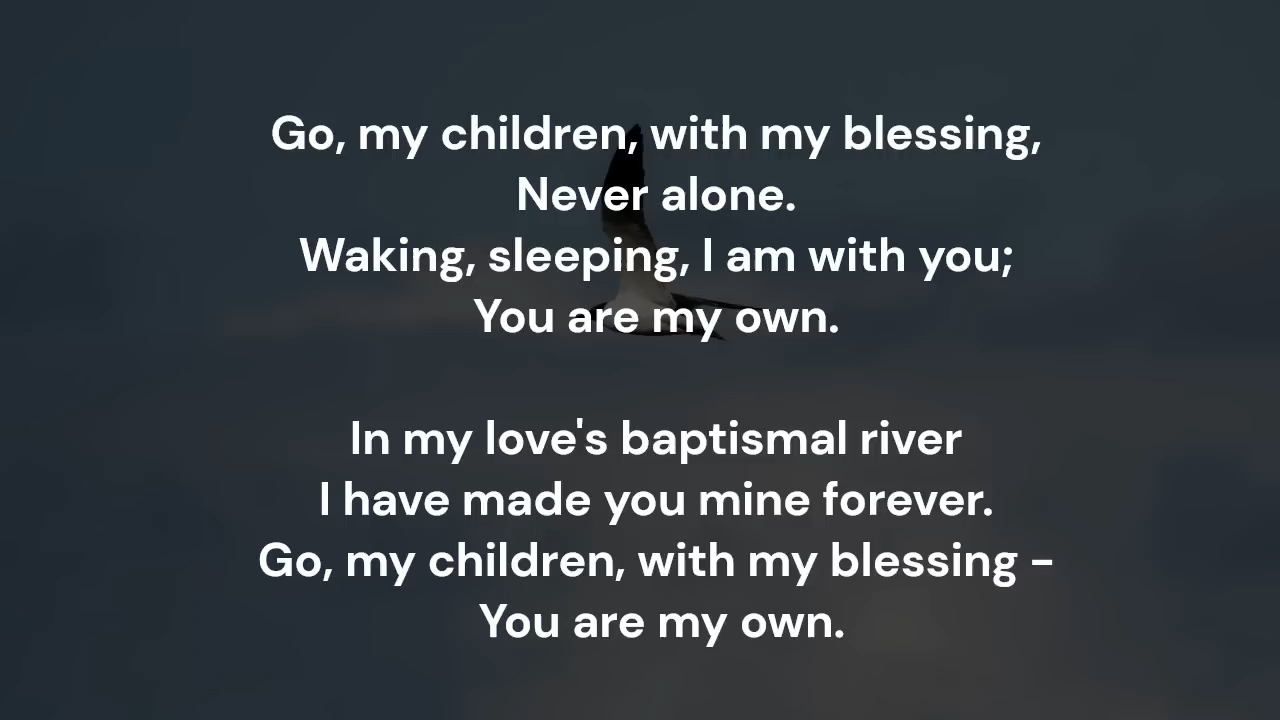 Go, my children, with my blessing,
Never alone.
Waking, sleeping, I am with you;
You are my own.
In my love's baptismal river
I have made you mine forever.
Go, my children, with my blessing –
You are my own.